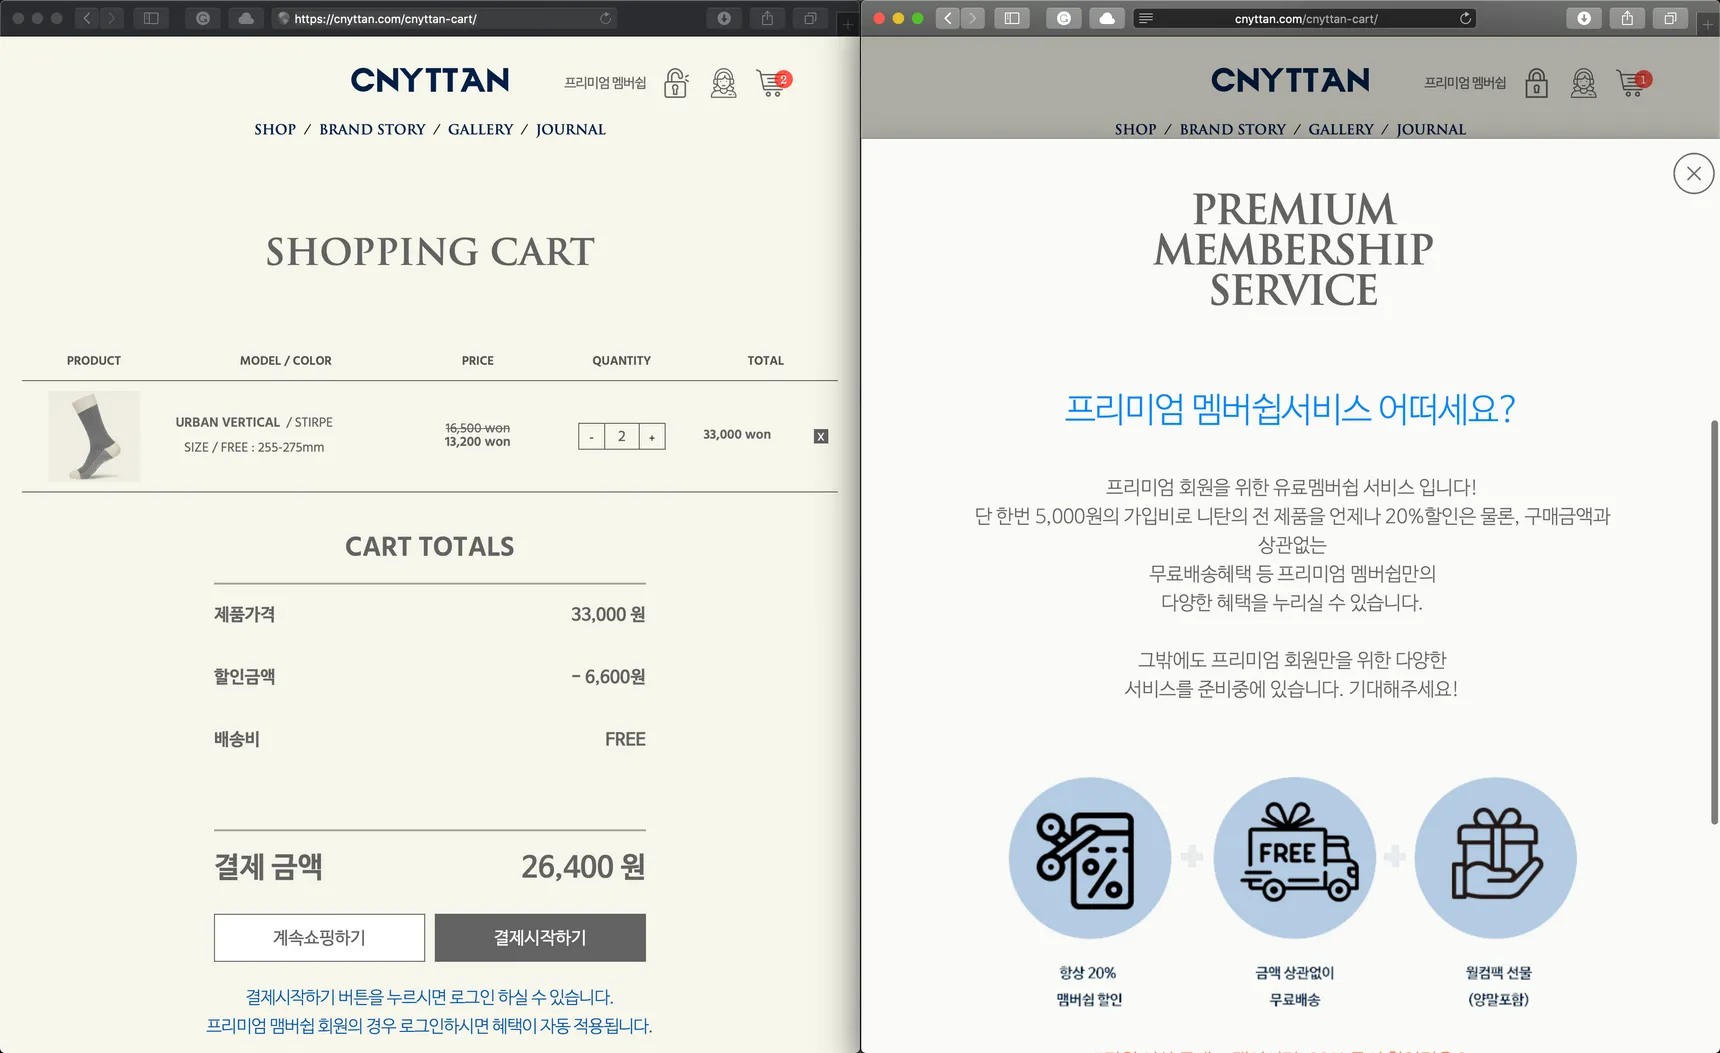 https://cnyttan.com/cnyttan-cart/
CNYTTAN
프리미엄 멤버쉽
2
SHOP / BRAND STORY / GALLERY / JOURNAL
SHOPPING CART
PRODUCT MODEL / COLOR PRICE QUANTITY TOTAL
URBAN VERTICAL / STIRPE
SIZE / FREE : 255-275mm
16,500 won
13,200 won
- 2 +
33,000 won
X
CART TOTALS
제품가격 33,000 원
할인금액 - 6,600원
배송비 FREE
결제 금액 26,400 원
계속쇼핑하기 결제시작하기
결제시작하기 버튼을 누르시면 로그인 하실 수 있습니다.
프리미엄 맴버쉽 회원의 경우 로그인하시면 혜택이 자동 적용됩니다.
cnyttan.com/cnyttan-cart/
CNYTTAN
프리미엄 멤버쉽
1
SHOP / BRAND STORY / GALLERY / JOURNAL
PREMIUM
MEMBERSHIP
SERVICE
프리미엄 멤버쉽서비스 어떠세요?
프리미엄 회원을 위한 유료멤버쉽 서비스 입니다!
단 한번 5,000원의 가입비로 니탄의 전 제품을 언제나 20%할인은 물론, 구매금액과
상관없는
무료배송혜택 등 프리미엄 멤버쉽만의
다양한 혜택을 누리실 수 있습니다.
그밖에도 프리미엄 회원만을 위한 다양한
서비스를 준비중에 있습니다. 기대해주세요!
%
FREE
항상 20%
맴버쉽 할인
금액 상관없이
무료배송
웰컴팩 선물
(양말포함)